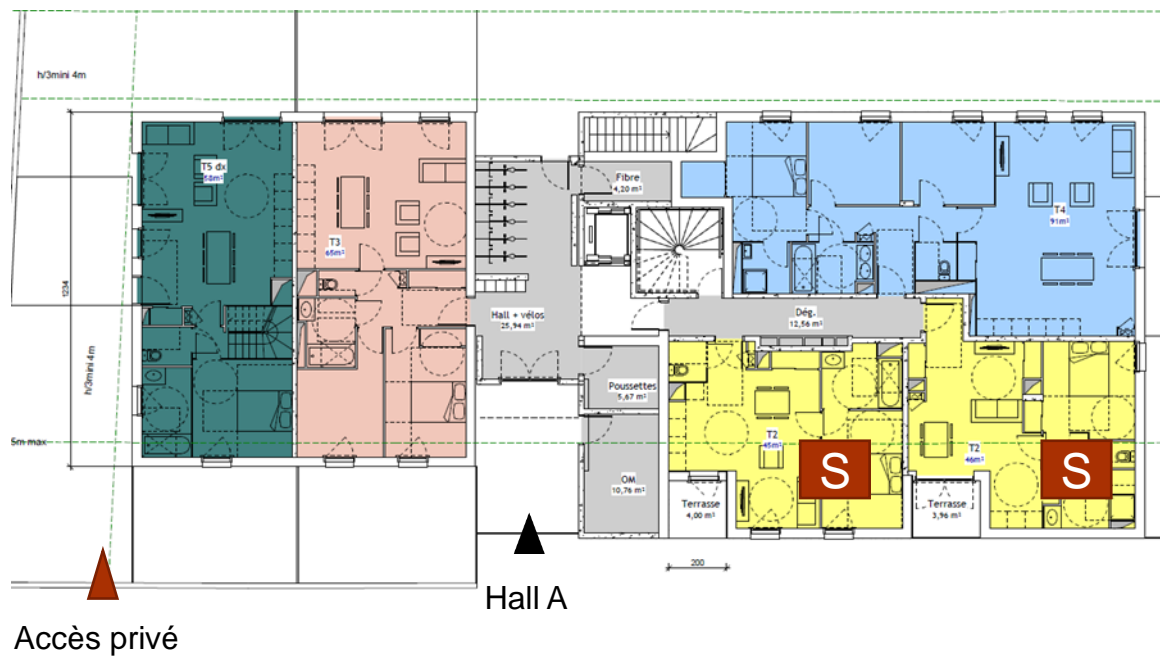 h/3mini 4m
T5 dx
58m²
Fibre
4,20 m²
T4
91m²
T3
65m²
1234
Hall + vélos
25,94 m²
Dég.
12,56 m²
h/3mini 4m
Poussettes
5,67 m²
5m max
T2
45m²
S
T2
46m²
S
OM
10,76 m²
Terrasse
4,00 m²
Terrasse
3,96 m²
200
Hall A
Accès privé